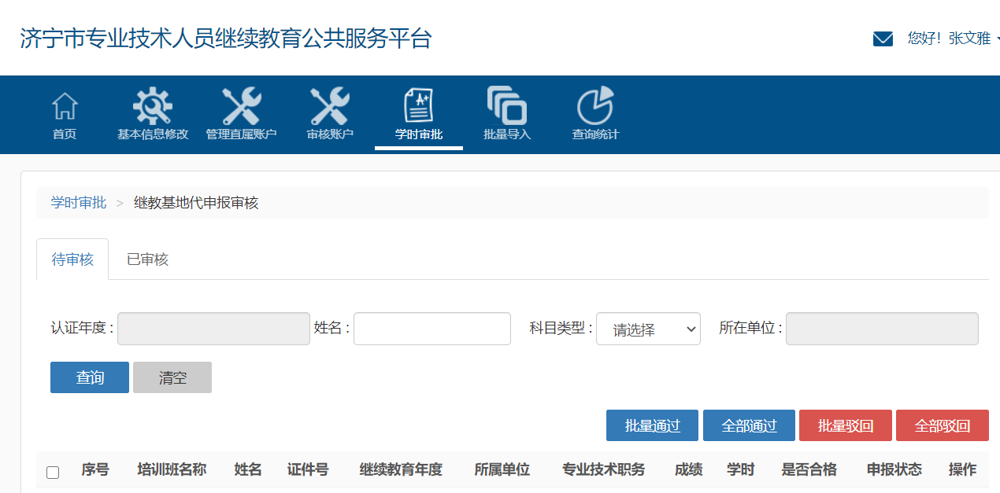 济宁市专业技术人员继续教育公共服务平台
您好！张文雅
首页 基本信息修改 管理直属账户 审核账户 学时审批 批量导入 查询统计
学时审批 > 继教基地代申报审核
待审核 已审核
认证年度 : 姓名 : 科目类型 : 请选择 所在单位 :
查询 清空
批量通过 全部通过 批量驳回 全部驳回
序号 培训班名称 姓名 证件号 继续教育年度 所属单位 专业技术职务 成绩 学时 是否合格 申报状态 操作